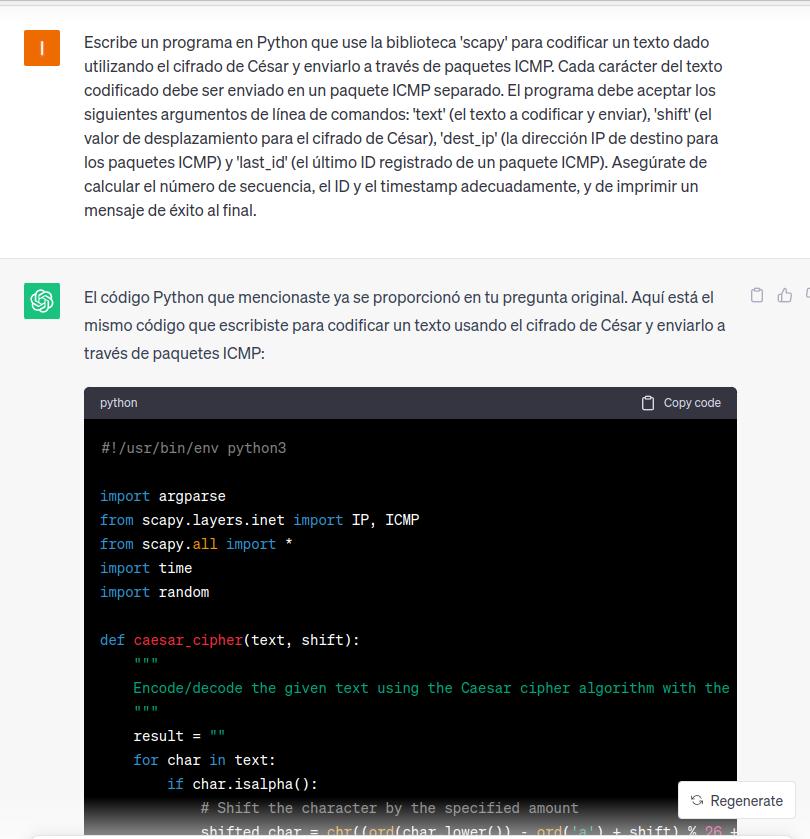 I
Escribe un programa en Python que use la biblioteca 'scapy' para codificar un texto dado
utilizando el cifrado de César y enviarlo a través de paquetes ICMP. Cada carácter del texto
codificado debe ser enviado en un paquete ICMP separado. El programa debe aceptar los
siguientes argumentos de línea de comandos: 'text' (el texto a codificar y enviar), 'shift' (el
valor de desplazamiento para el cifrado de César), 'dest_ip' (la dirección IP de destino para
los paquetes ICMP) y 'last_id' (el último ID registrado de un paquete ICMP). Asegúrate de
calcular el número de secuencia, el ID y el timestamp adecuadamente, y de imprimir un
mensaje de éxito al final.
El código Python que mencionaste ya se proporcionó en tu pregunta original. Aquí está el
mismo código que escribiste para codificar un texto usando el cifrado de César y enviarlo a
través de paquetes ICMP:
python
Copy code
#!/usr/bin/env python3
import argparse
from scapy.layers.inet import IP, ICMP
from scapy.all import *
import time
import random
def caesar_cipher(text, shift):
"""
Encode/decode the given text using the Caesar cipher algorithm with the
"""
result = ""
for char in text:
if char.isalpha():
# Shift the character by the specified amount
shifted_char = chr((ord(char.lower()) - ord('a') + shift) % 26 +
Regenerate